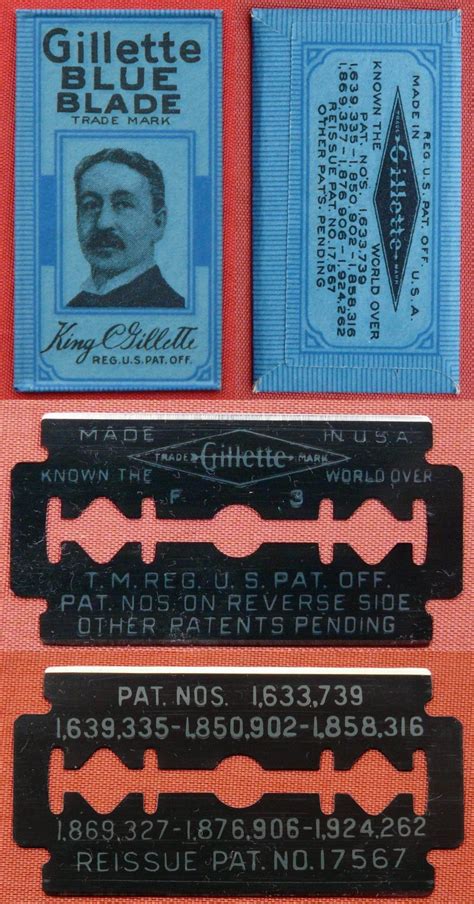 Gillette
BLUE
BLADE
TRADE MARK
King C Gillette
REG. U.S. PAT. OFF.
REG. U.S. PAT. OFF.
MADE IN U.S.A.
TRADE Gillette MARK
KNOWN THE WORLD OVER
PAT. NO'S. 1,633,739
1,639,335-1,850,902-1,858,316
1,869,327-1,876,906-1,924,262
REISSUE PAT. NO. 17,567
OTHER PAT'S. PENDING
MADE IN U.S.A.
TRADE Gillette MARK
KNOWN THE WORLD OVER
F 3
T.M. REG. U.S. PAT. OFF.
PAT. NOS. ON REVERSE SIDE
OTHER PATENTS PENDING
PAT. NOS. 1,633,739
1,639,335-1,850,902-1,858,316
1,869,327-1,876,906-1,924,262
REISSUE PAT. NO. 17567